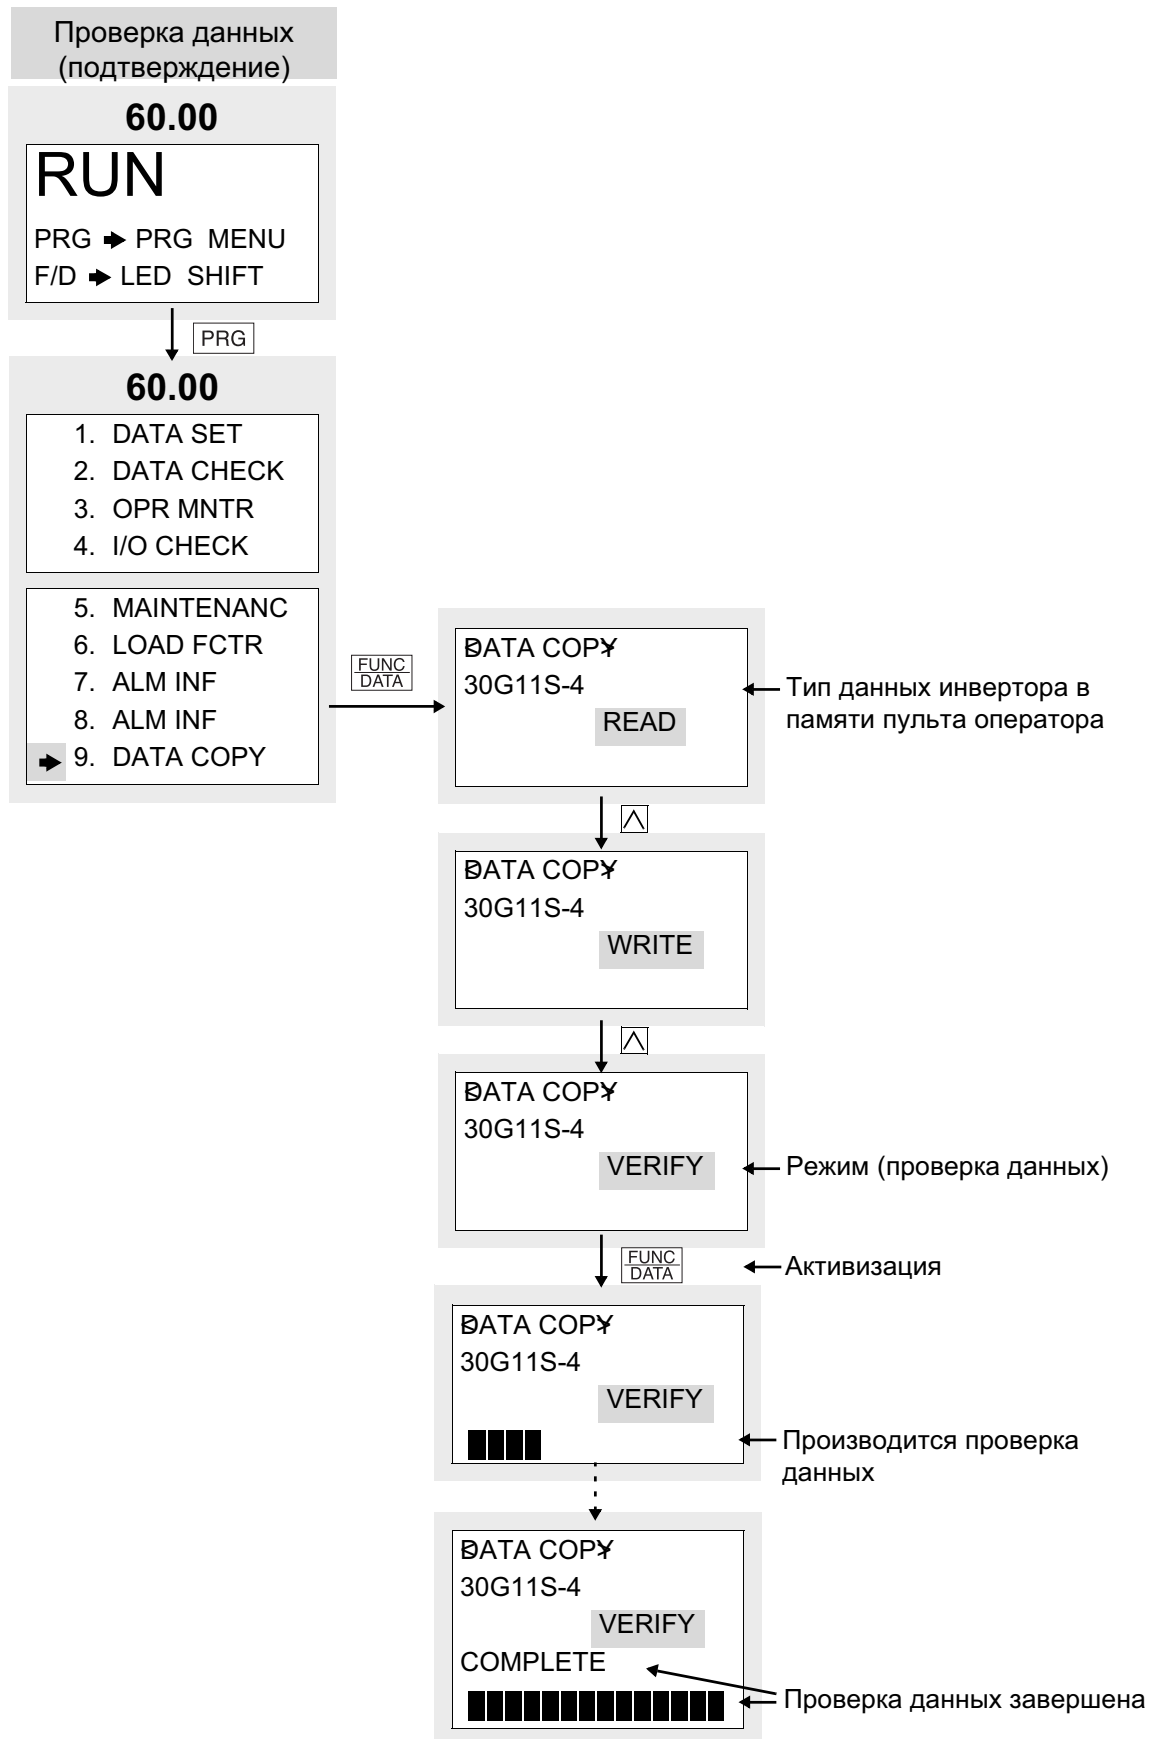 Проверка данных
(подтверждение)
60.00
RUN
PRG → PRG MENU
F/D → LED SHIFT
PRG
60.00
1. DATA SET
2. DATA CHECK
3. OPR MNTR
4. I/O CHECK
5. MAINTENANC
6. LOAD FCTR
7. ALM INF
8. ALM INF
→ 9. DATA COPY
FUNC
DATA
<DATA COPY>
30G11S-4
READ
Тип данных инвертора в
памяти пульта оператора
<DATA COPY>
30G11S-4
WRITE
<DATA COPY>
30G11S-4
VERIFY
Режим (проверка данных)
FUNC
DATA
Активизация
<DATA COPY>
30G11S-4
VERIFY
Производится проверка
данных
<DATA COPY>
30G11S-4
VERIFY
COMPLETE
Проверка данных завершена